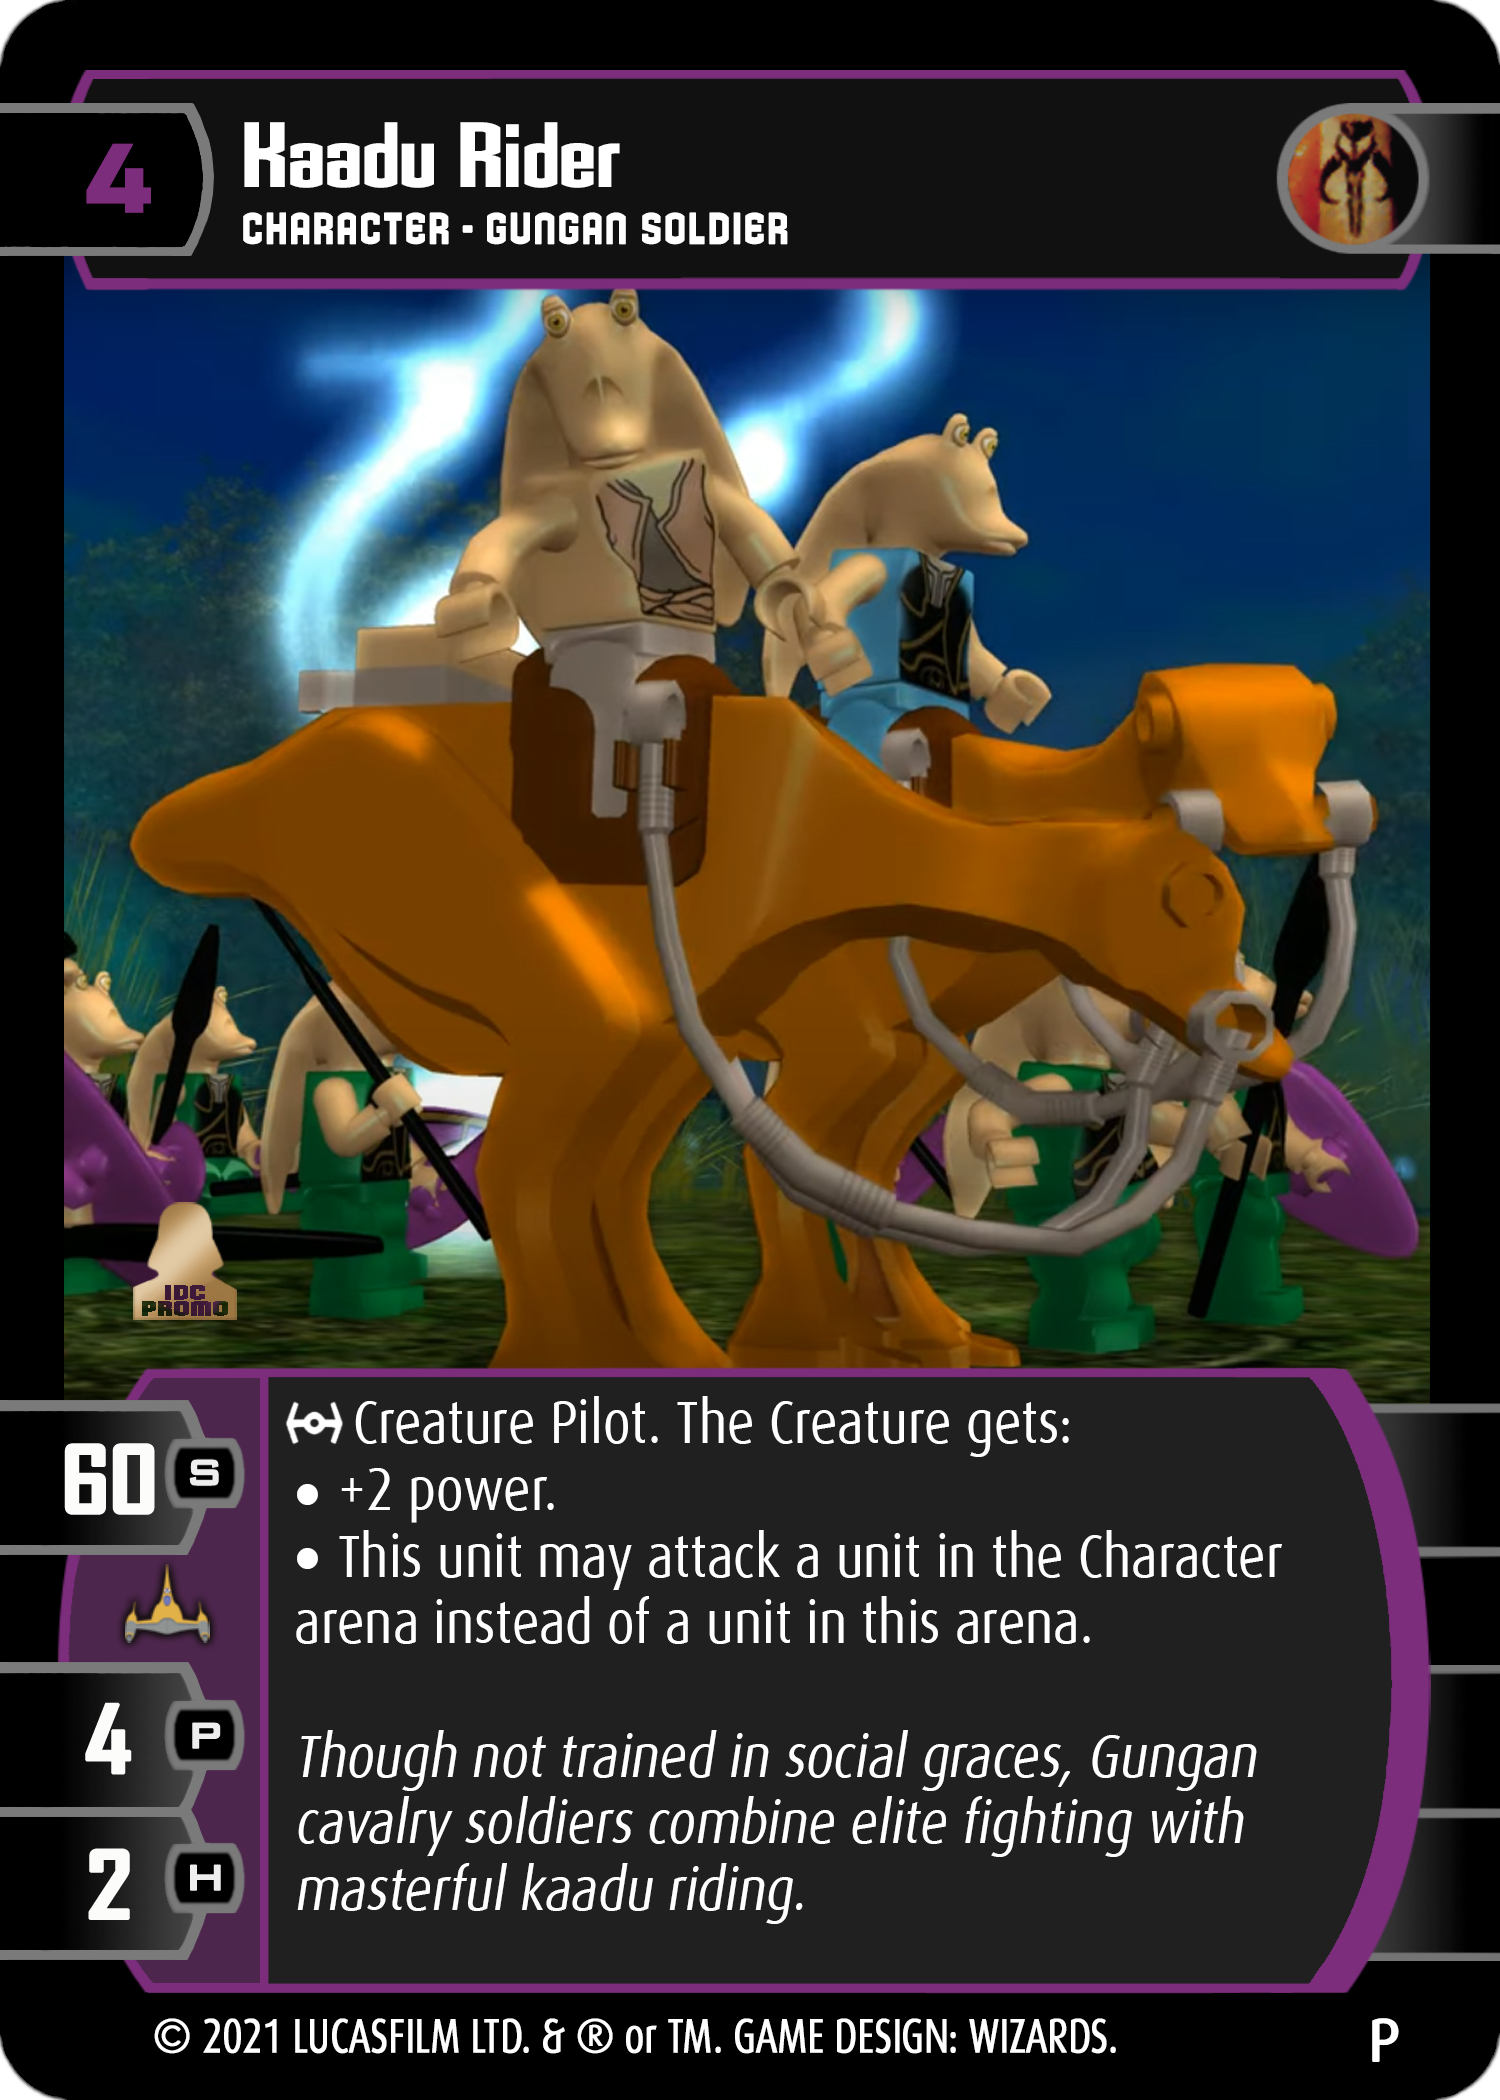 4
Kaadu Rider
CHARACTER - GUNGAN SOLDIER
IDC
PROMO
60 S
4 P
2 H
Creature Pilot. The Creature gets:
• +2 power.
• This unit may attack a unit in the Character
arena instead of a unit in this arena.
Though not trained in social graces, Gungan
cavalry soldiers combine elite fighting with
masterful kaadu riding.
© 2021 LUCASFILM LTD. & ® or TM. GAME DESIGN: WIZARDS.
P